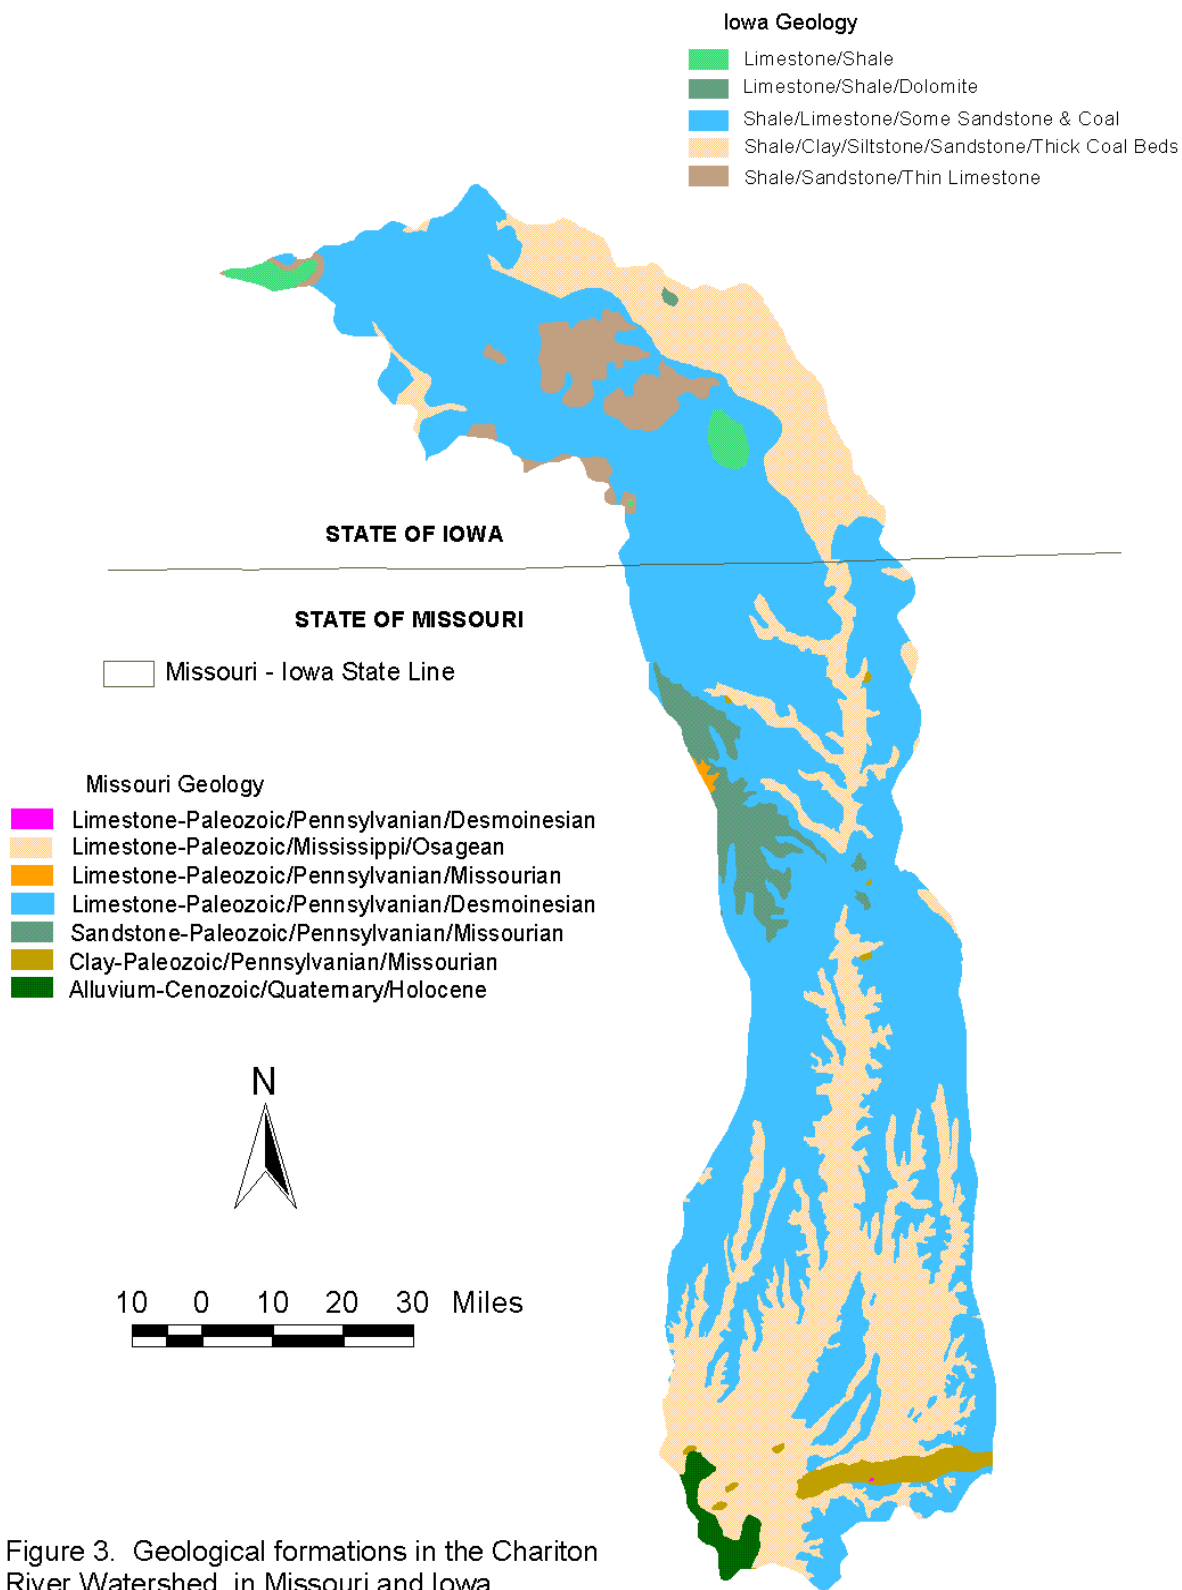 Iowa Geology
Limestone/Shale
Limestone/Shale/Dolomite
Shale/Limestone/Some Sandstone & Coal
Shale/Clay/Siltstone/Sandstone/Thick Coal Beds
Shale/Sandstone/Thin Limestone
STATE OF IOWA
STATE OF MISSOURI
Missouri - Iowa State Line
Missouri Geology
Limestone-Paleozoic/Pennsylvanian/Desmoinesian
Limestone-Paleozoic/Mississippi/Osagean
Limestone-Paleozoic/Pennsylvanian/Missourian
Limestone-Paleozoic/Pennsylvanian/Desmoinesian
Sandstone-Paleozoic/Pennsylvanian/Missourian
Clay-Paleozoic/Pennsylvanian/Missourian
Alluvium-Cenozoic/Quaternary/Holocene
N
10 0 10 20 30 Miles
Figure 3. Geological formations in the Chariton
River Watershed in Missouri and Iowa